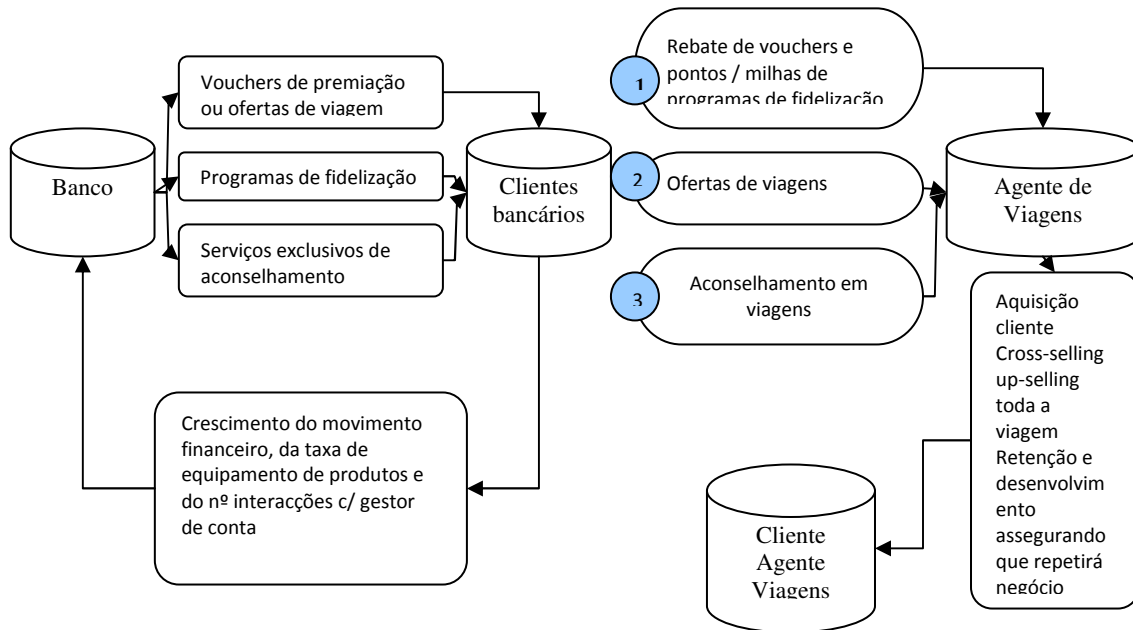 Vouchers de premiação
ou ofertas de viagem
Banco
Programas de fidelização
Serviços exclusivos de
aconselhamento
Clientes
bancários
1
Rebate de vouchers e
pontos / milhas de
programas de fidelização
2
Ofertas de viagens
3
Aconselhamento em
viagens
Agente de
Viagens
Aquisição
cliente
Cross-selling
up-selling
toda a
viagem
Retenção e
desenvolvim
ento
assegurando
que repetirá
negócio
Crescimento do movimento
financeiro, da taxa de
equipamento de produtos e
do nº interacções c/ gestor
de conta
Cliente
Agente
Viagens